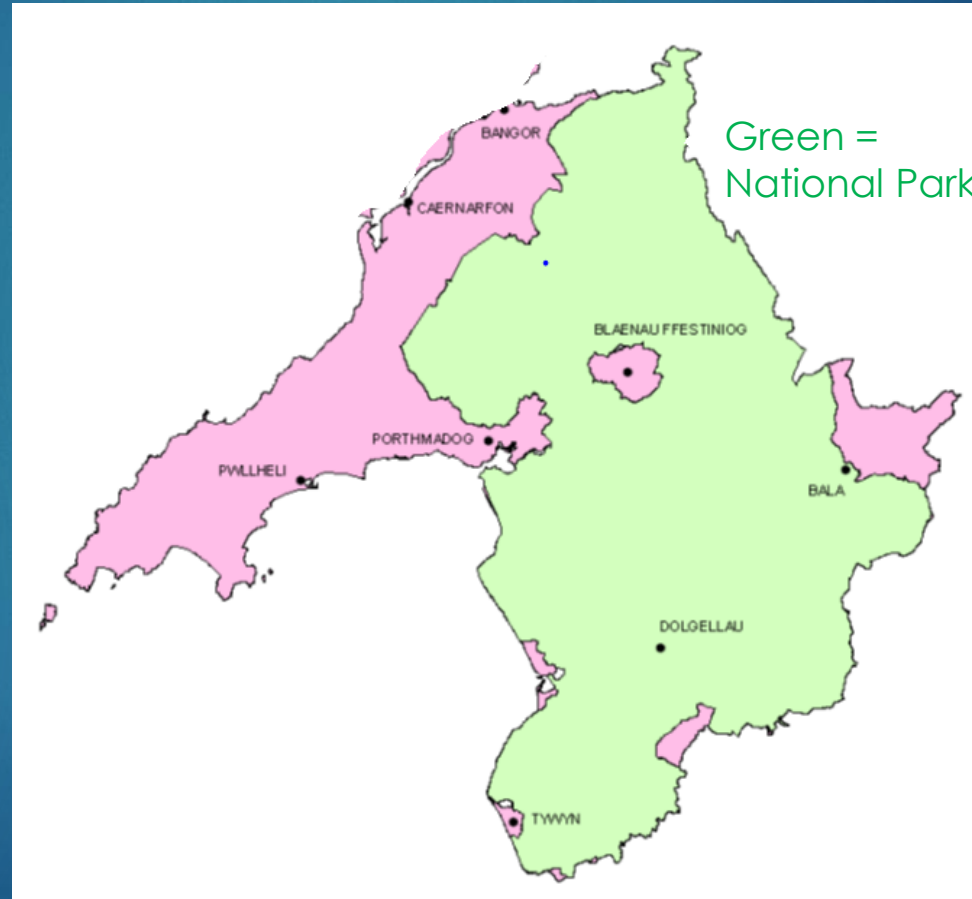 BANGOR
Green =
National Park
CAERNARFON
BLAENAU FFESTINIOG
PORTHMADOG
PWLLHELI
BALA
DOLGELLAU
TYWYN